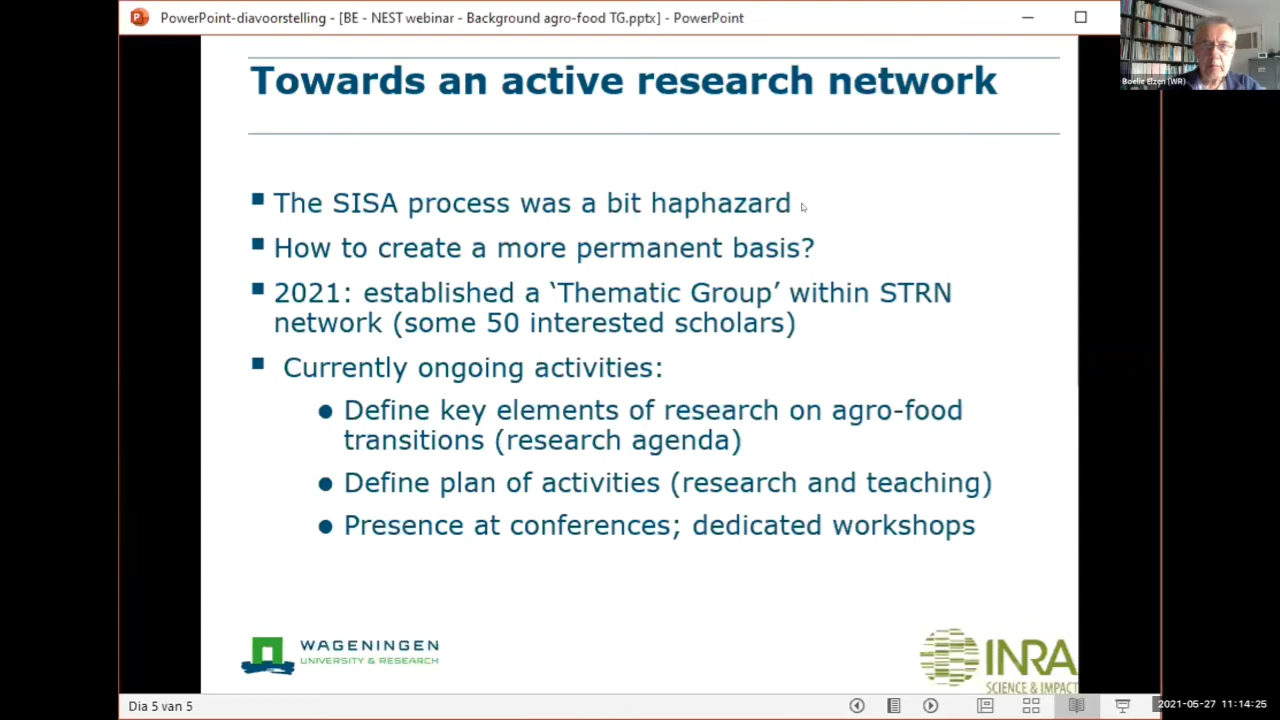 PowerPoint-diavoorstelling - [BE - NEST webinar - Background agro-food TG.pptx] - PowerPoint
Boelie Elzen (WR)
Towards an active research network
The SISA process was a bit haphazard
How to create a more permanent basis?
2021: established a ‘Thematic Group’ within STRN
network (some 50 interested scholars)
Currently ongoing activities:
Define key elements of research on agro-food
transitions (research agenda)
Define plan of activities (research and teaching)
Presence at conferences; dedicated workshops
WAGENINGEN
UNIVERSITY & RESEARCH
INRA
SCIENCE & IMPACT
Dia 5 van 5
2021-05-27 11:14:25